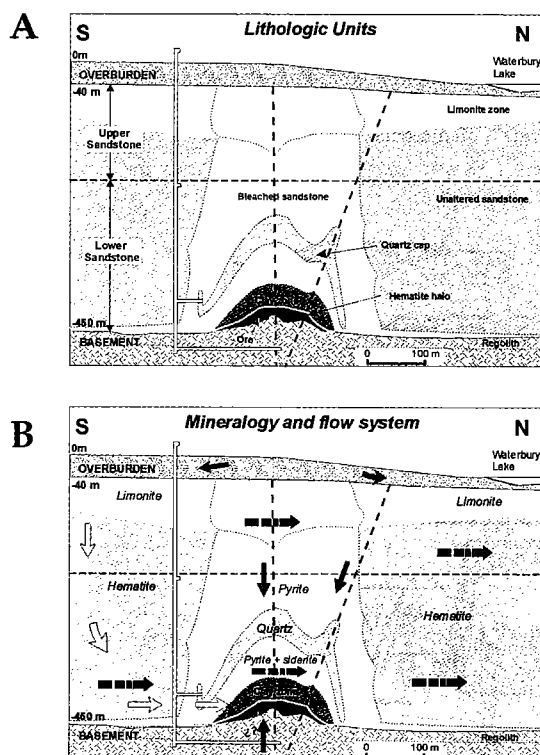 A
Lithologic Units
S
N
0m
Waterbury
Lake
OVERBURDEN
-40 m
Limonite zone
Upper
Sandstone
Bleached sandstone
Unaltered sandstone
Lower
Sandstone
Quartz cap
Hematite halo
-450 m
BASEMENT
Ore
Regolith
0 100 m
B
Mineralogy and flow system
S
N
0m
Waterbury
Lake
OVERBURDEN
-40 m
Limonite
Limonite
Hematite
Pyrite
Hematite
Quartz
Pyrite + siderite
-450 m
BASEMENT
Regolith
0 100 m